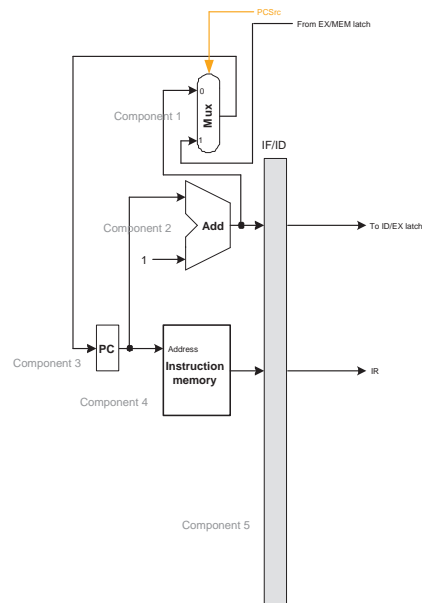 PCSrc
From EX/MEM latch
0
Component 1
Mux
1
IF/ID
Component 2
Add
To ID/EX latch
1
PC
Address
Component 3
Instruction
memory
IR
Component 4
Component 5